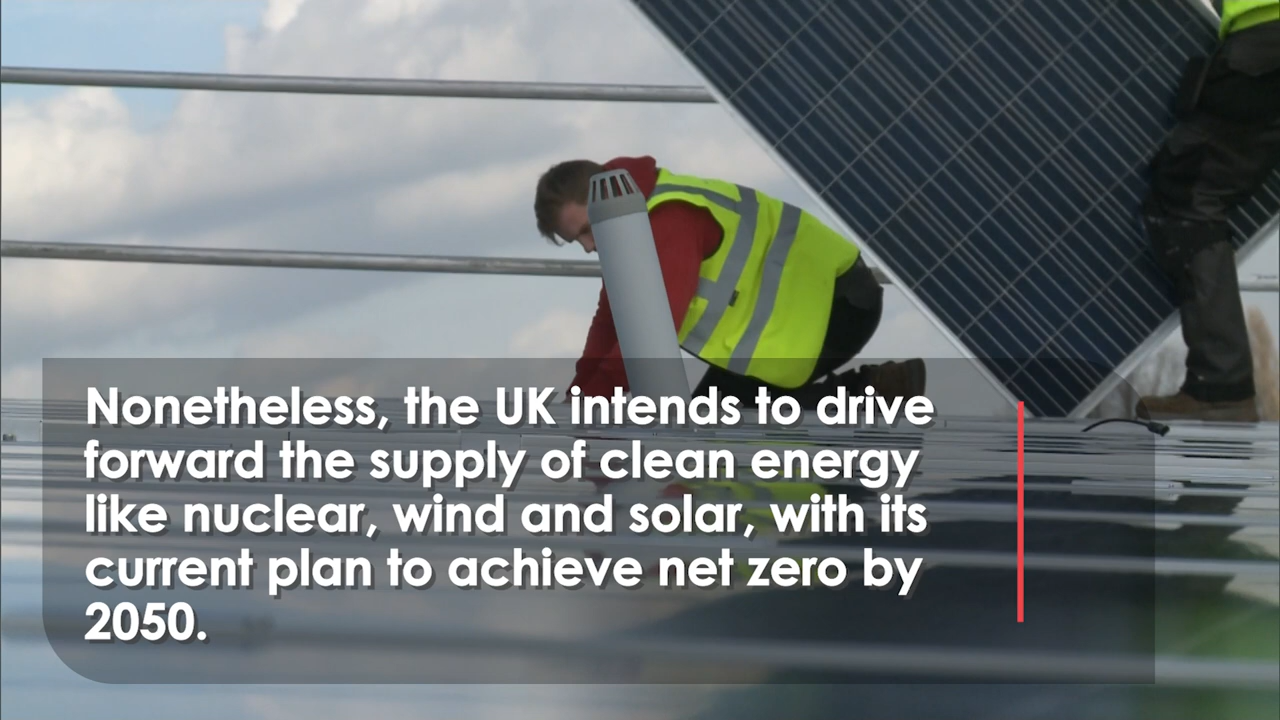 Nonetheless, the UK intends to drive
forward the supply of clean energy
like nuclear, wind and solar, with its
current plan to achieve net zero by
2050.